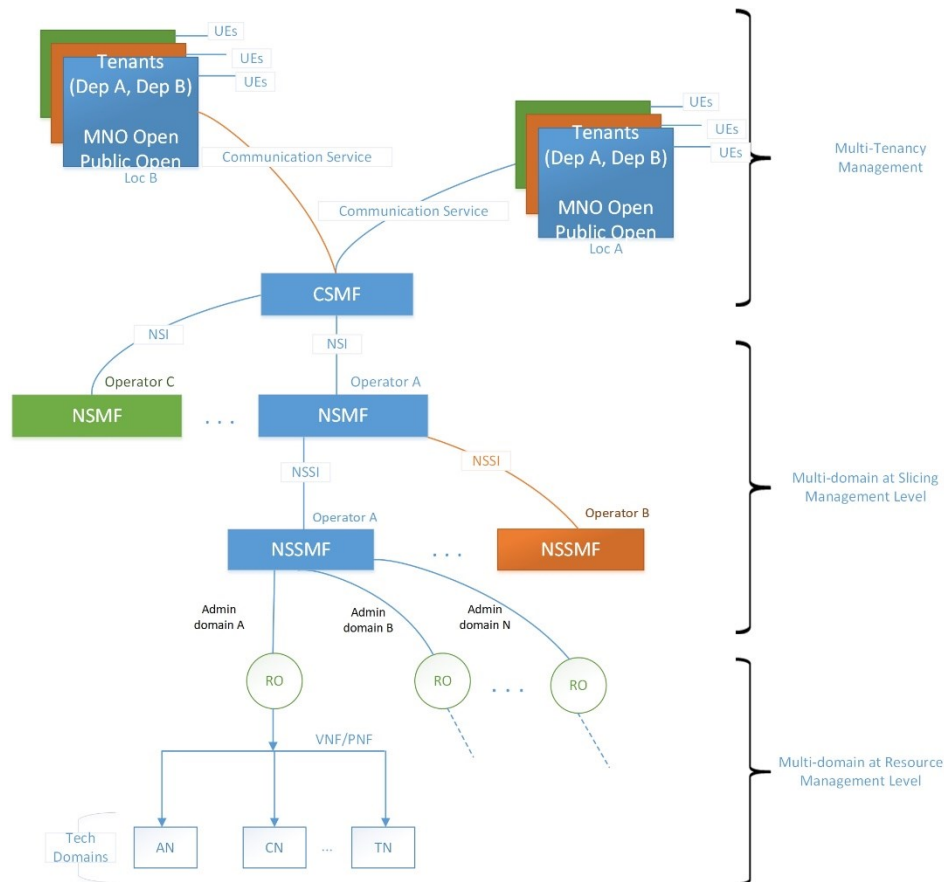 UEs
UEs
UEs
Tenants
(Dep A, Dep B)
MNO Open
Public Open
Loc B
Communication Service
UEs
UEs
UEs
Tenants
(Dep A, Dep B)
MNO Open
Public Open
Loc A
Communication Service
Multi-Tenancy
Management
CSMF
NSI
NSI
Operator C
NSMF
. . .
Operator A
NSMF
NSSI
NSSI
Multi-domain at Slicing
Management Level
Operator A
NSSMF
. . .
Operator B
NSSMF
Admin
domain A
Admin
domain B
Admin
domain N
RO
RO
. . .
RO
VNF/PNF
Multi-domain at Resource
Management Level
Tech
Domains
AN
CN
...
TN